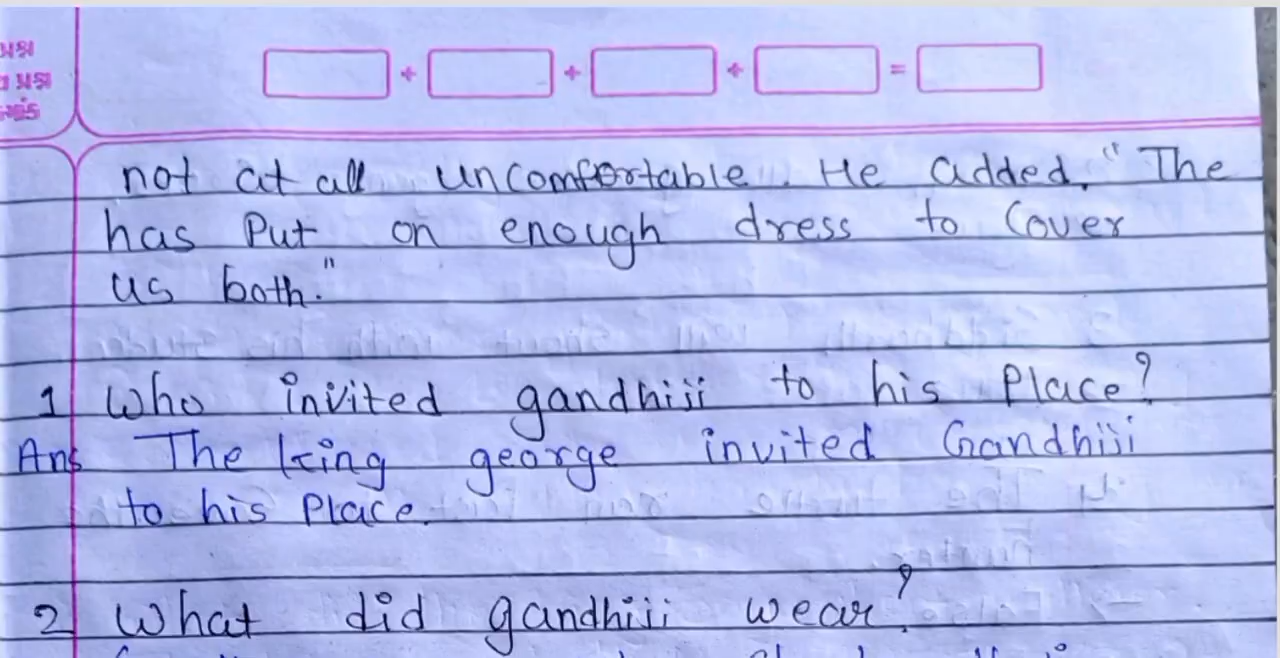 + + + =
not at all uncomfortable. He added. "The
has Put on enough dress to Cover
us both."
1 Who invited gandhiji to his Place?
Ans The king george invited Gandhiji
to his Place.
2 What did gandhiji wear?